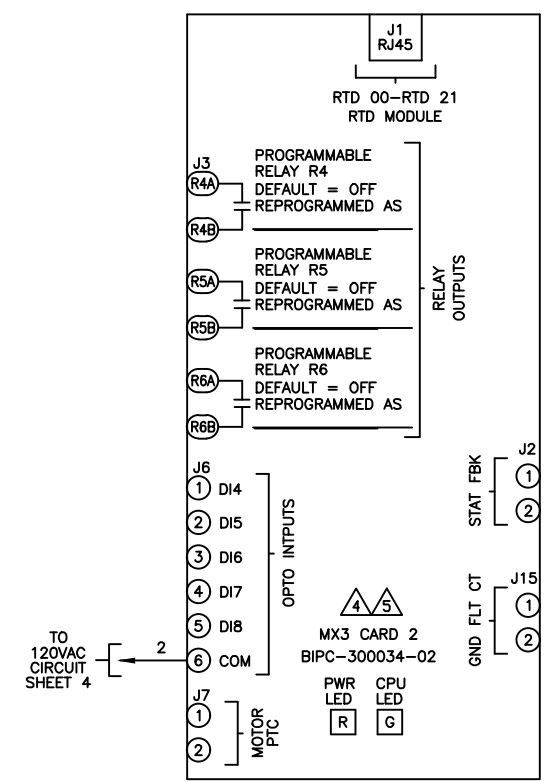 J1
RJ45
RTD 00-RTD 21
RTD MODULE
J3
R4A
R4B
PROGRAMMABLE
RELAY R4
DEFAULT = OFF
REPROGRAMMED AS
R5A
R5B
PROGRAMMABLE
RELAY R5
DEFAULT = OFF
REPROGRAMMED AS
R6A
R6B
PROGRAMMABLE
RELAY R6
DEFAULT = OFF
REPROGRAMMED AS
RELAY
OUTPUTS
J6
1 DI4
2 DI5
3 DI6
4 DI7
5 DI8
6 COM
OPTO INTPUTS
TO
120VAC
CIRCUIT
SHEET 4
2
J7
1
2
MOTOR
PTC
4 5
MX3 CARD 2
BIPC-300034-02
PWR
LED
R
CPU
LED
G
J2
1
2
STAT FBK
J15
1
2
GND FLT CT